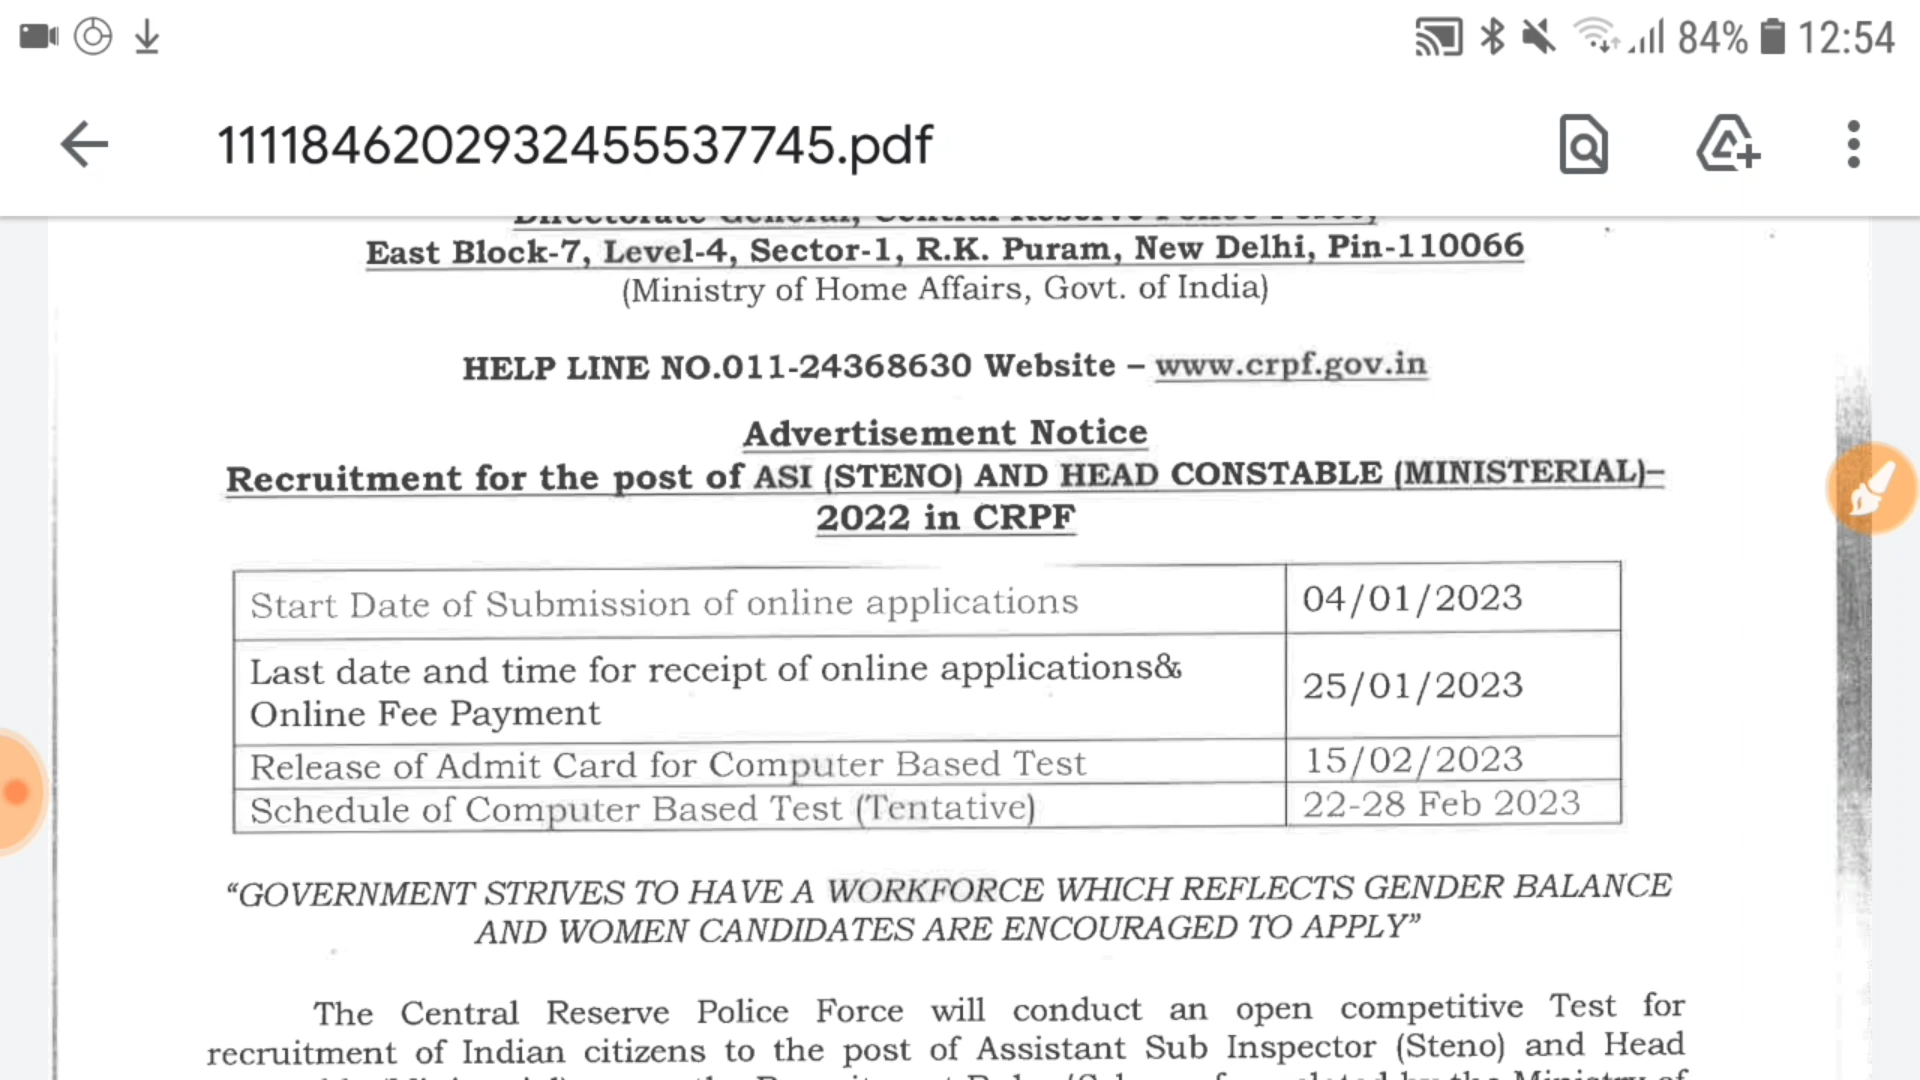 84% 12:54
1111846202932455537745.pdf
Directorate General, Central Reserve Police Force,
East Block-7, Level-4, Sector-1, R.K. Puram, New Delhi, Pin-110066
(Ministry of Home Affairs, Govt. of India)
HELP LINE NO.011-24368630 Website – www.crpf.gov.in
Advertisement Notice
Recruitment for the post of ASI (STENO) AND HEAD CONSTABLE (MINISTERIAL)–
2022 in CRPF
Start Date of Submission of online applications 04/01/2023
Last date and time for receipt of online applications& 25/01/2023
Online Fee Payment
Release of Admit Card for Computer Based Test 15/02/2023
Schedule of Computer Based Test (Tentative) 22-28 Feb 2023
“GOVERNMENT STRIVES TO HAVE A WORKFORCE WHICH REFLECTS GENDER BALANCE
AND WOMEN CANDIDATES ARE ENCOURAGED TO APPLY”
The Central Reserve Police Force will conduct an open competitive Test for
recruitment of Indian citizens to the post of Assistant Sub Inspector (Steno) and Head